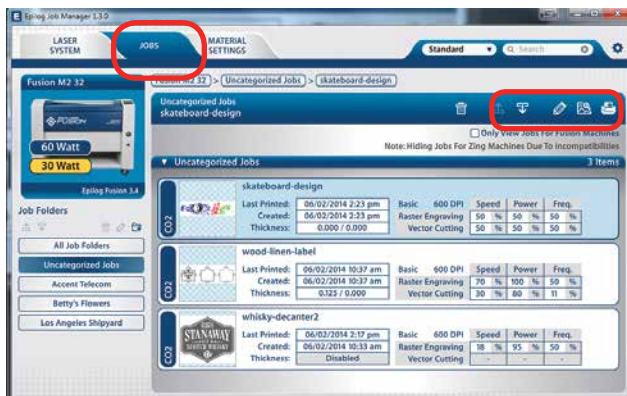 Epilog Job Manager 1.3.0
LASER SYSTEM
JOBS
MATERIAL SETTINGS
Standard
Search
Fusion M2 32
Fusion M2 32 > Uncategorized Jobs > skateboard-design
Uncategorized Jobs
skateboard-design
FUSION
60 Watt
30 Watt
Epilog Fusion 3.4
Only View Jobs For Fusion Machines
Note: Hiding Jobs For Zing Machines Due To Incompatibilities
Uncategorized Jobs 3 Items
Job Folders
All Job Folders
Uncategorized Jobs
Accent Telecom
Betty's Flowers
Los Angeles Shipyard
CO2
skateboard-design
Last Printed: 06/02/2014 2:23 pm Basic 600 DPI Speed Power Freq.
Created: 06/02/2014 2:23 pm Raster Engraving 50 % 50 % 50 %
Thickness: 0.000 / 0.000 Vector Cutting 50 % 50 % 50 %
CO2
wood-linen-label
Last Printed: 06/02/2014 10:37 am Basic 600 DPI Speed Power Freq.
Created: 06/02/2014 10:37 am Raster Engraving 70 % 100 % 50 %
Thickness: 0.125 / 0.000 Vector Cutting 30 % 80 % 11 %
CO2
STANAWAY
SCOTCH WHISKY
whisky-decanter2
Last Printed: 06/02/2014 2:17 pm Basic 600 DPI Speed Power Freq.
Created: 06/02/2014 10:33 am Raster Engraving 18 % 95 % 50 %
Thickness: Disabled Vector Cutting - - -